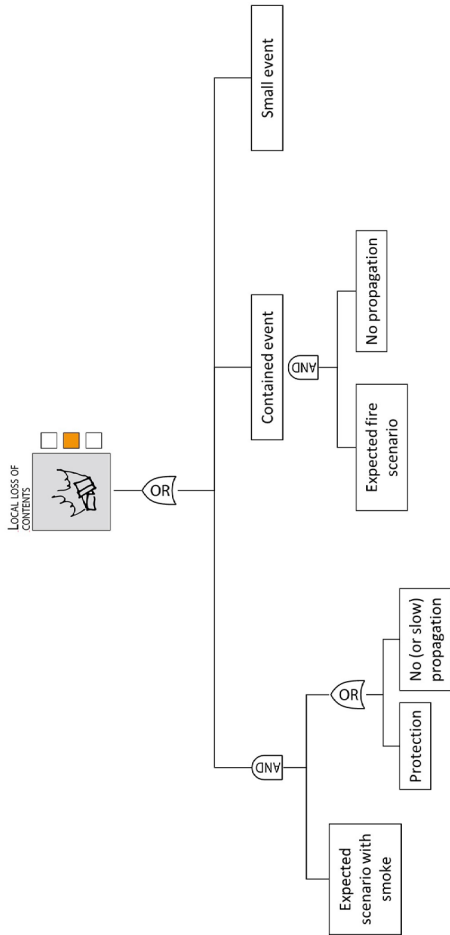 LOCAL LOSS OF
CONTENTS
OR
AND
Contained event
Small event
AND
Expected scenario with
smoke
OR
Expected fire
scenario
No propagation
Protection
No (or slow)
propagation